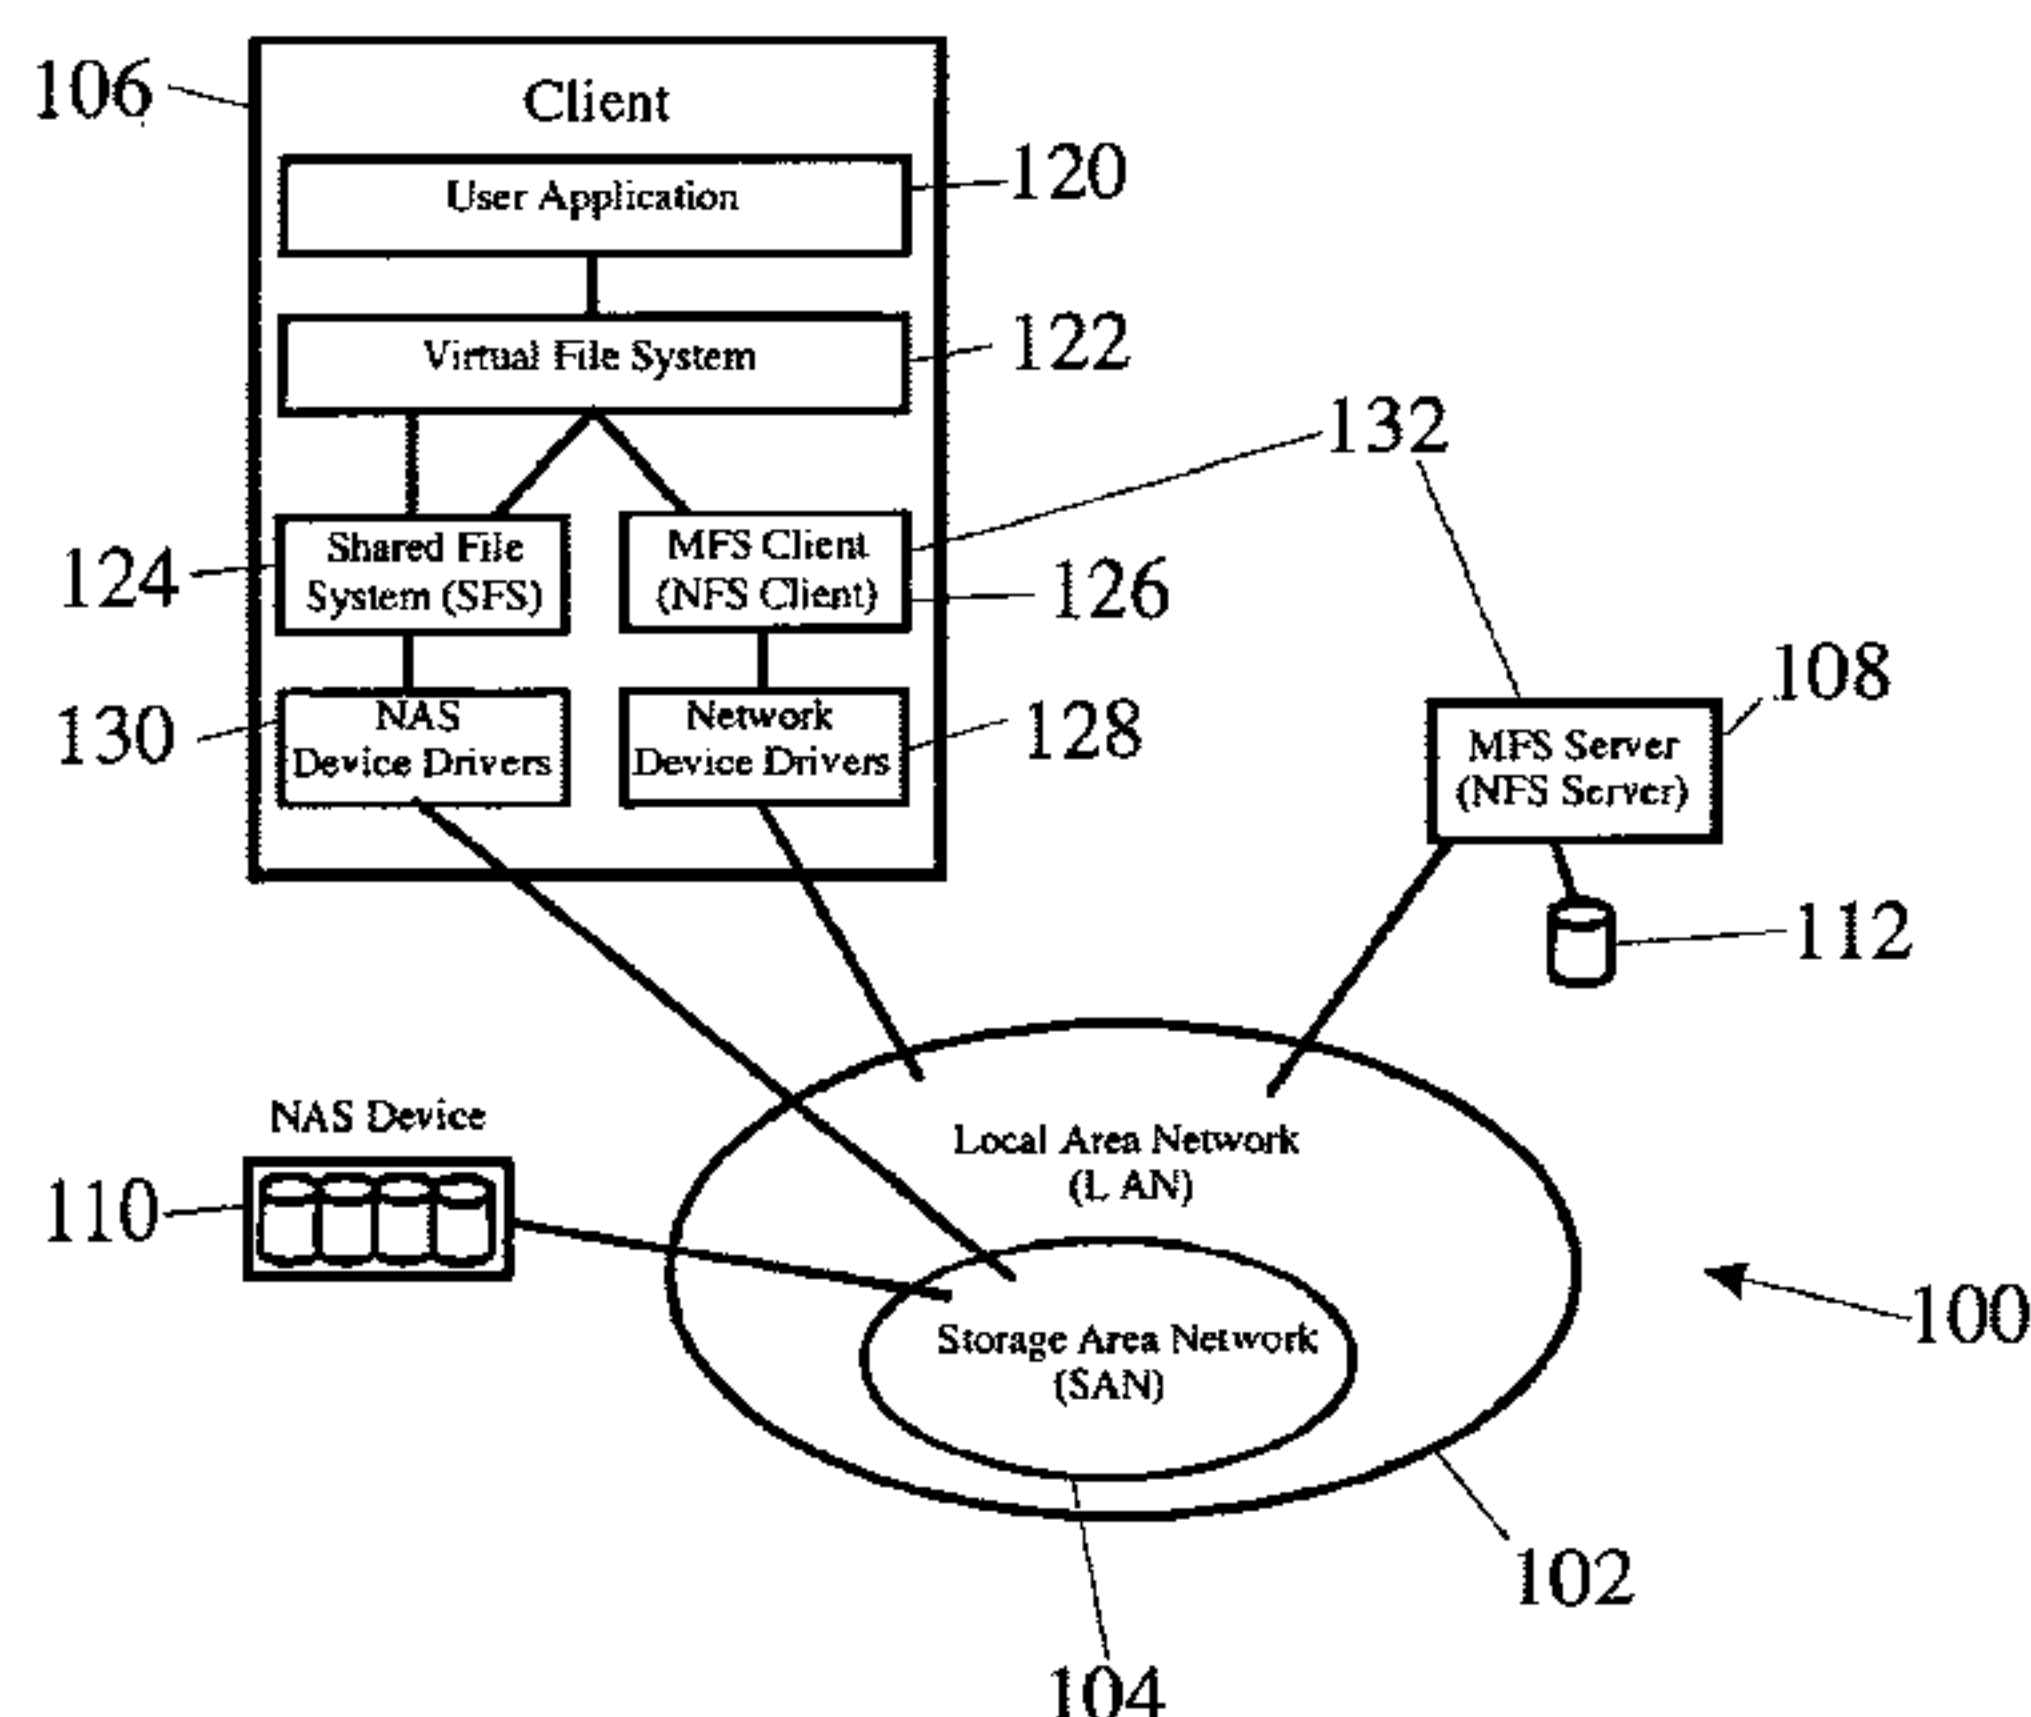 106
Client
User Application
120
Virtual File System
122
132
Shared File
System (SFS)
124
MFS Client
(NFS Client)
126
NAS
Device Drivers
130
Network
Device Drivers
128
108
MFS Server
(NFS Server)
112
NAS Device
110
Local Area Network
(L AN)
Storage Area Network
(SAN)
100
102
104